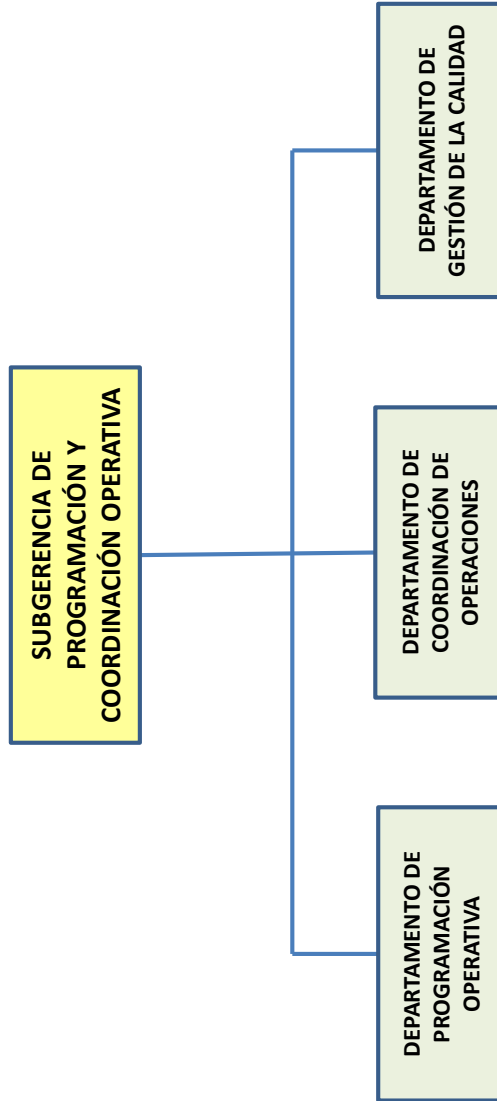 SUBGERENCIA DE
PROGRAMACIÓN Y
COORDINACIÓN OPERATIVA
DEPARTAMENTO DE
PROGRAMACIÓN
OPERATIVA
DEPARTAMENTO DE
COORDINACIÓN DE
OPERACIONES
DEPARTAMENTO DE
GESTIÓN DE LA CALIDAD